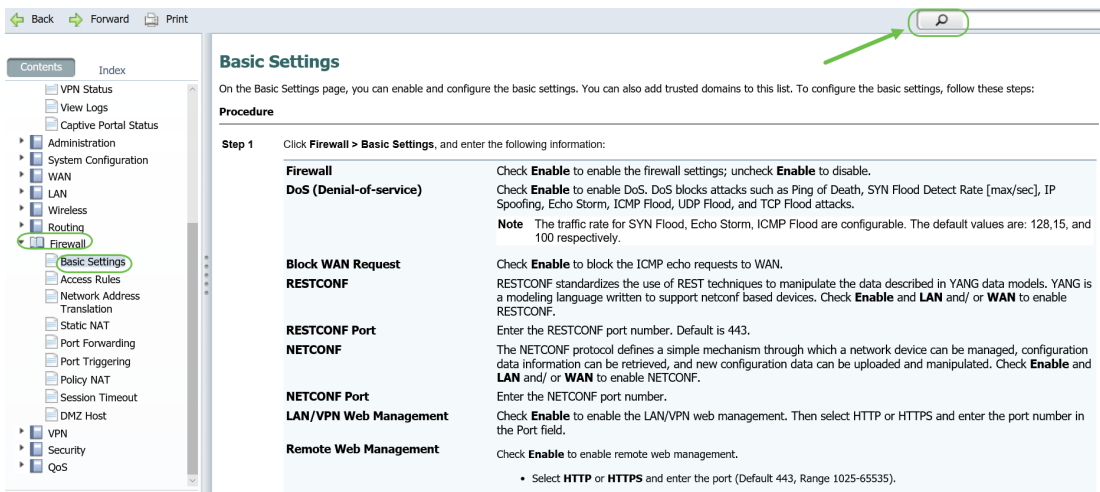 Back Forward Print
Contents Index
VPN Status
View Logs
Captive Portal Status
Administration
System Configuration
WAN
LAN
Wireless
Routing
Firewall
Basic Settings
Access Rules
Network Address
Translation
Static NAT
Port Forwarding
Port Triggering
Policy NAT
Session Timeout
DMZ Host
VPN
Security
QoS
Basic Settings
On the Basic Settings page, you can enable and configure the basic settings. You can also add trusted domains to this list. To configure the basic settings, follow these steps:
Procedure
Step 1 Click Firewall > Basic Settings, and enter the following information:
Firewall Check Enable to enable the firewall settings; uncheck Enable to disable.
DoS (Denial-of-service) Check Enable to enable DoS. DoS blocks attacks such as Ping of Death, SYN Flood Detect Rate [max/sec], IP
Spoofing, Echo Storm, ICMP Flood, UDP Flood, and TCP Flood attacks.
Note The traffic rate for SYN Flood, Echo Storm, ICMP Flood are configurable. The default values are: 128,15, and
100 respectively.
Block WAN Request Check Enable to block the ICMP echo requests to WAN.
RESTCONF RESTCONF standardizes the use of REST techniques to manipulate the data described in YANG data models. YANG is
a modeling language written to support netconf based devices. Check Enable and LAN and/ or WAN to enable
RESTCONF.
RESTCONF Port Enter the RESTCONF port number. Default is 443.
NETCONF The NETCONF protocol defines a simple mechanism through which a network device can be managed, configuration
data information can be retrieved, and new configuration data can be uploaded and manipulated. Check Enable and
LAN and/ or WAN to enable NETCONF.
NETCONF Port Enter the NETCONF port number.
LAN/VPN Web Management Check Enable to enable the LAN/VPN web management. Then select HTTP or HTTPS and enter the port number in
the Port field.
Remote Web Management Check Enable to enable remote web management.
• Select HTTP or HTTPS and enter the port (Default 443, Range 1025-65535).